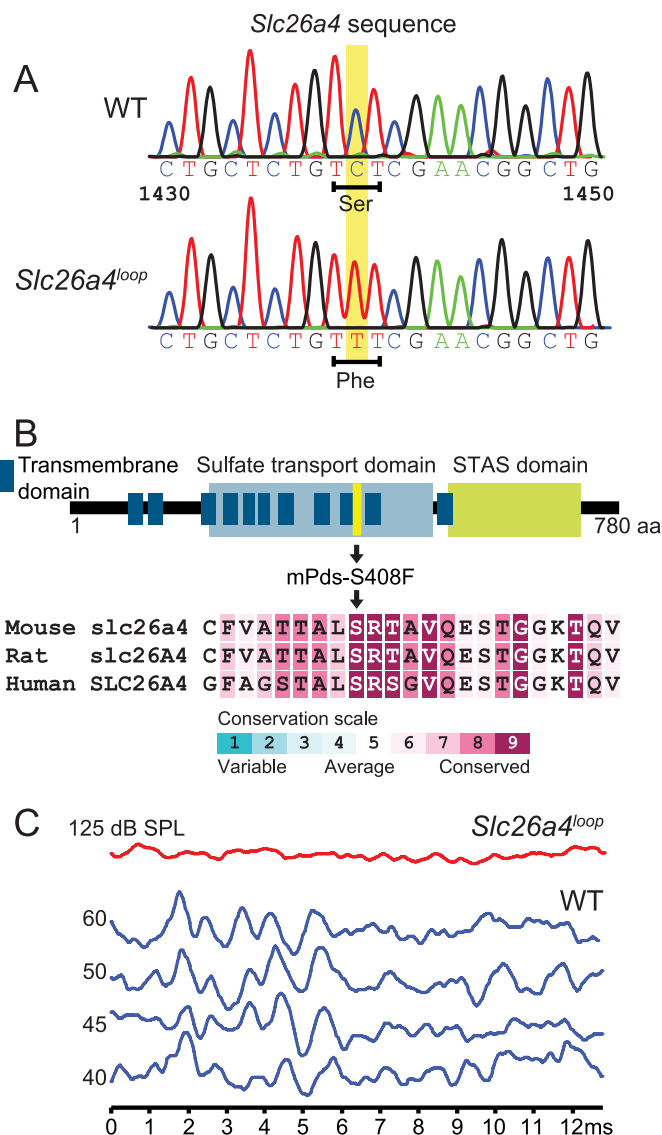 Slc26a4 sequence
A
WT
C T G C T C T G T C T C G A A C G G C T G
1430 Ser 1450
Slc26a4loop
C T G C T C T G T T T C G A A C G G C T G
Phe
B
Transmembrane domain
Sulfate transport domain
STAS domain
1 780 aa
mPds-S408F
Mouse slc26a4 CFVATTALSRTAVQESTGGKTQV
Rat slc26A4 CFVATTALSRTAVQESTGGKTQV
Human SLC26A4 GFAGSTALSRSGVQESTGGKTQV
Conservation scale
1 2 3 4 5 6 7 8 9
Variable Average Conserved
C
125 dB SPL Slc26a4loop
WT
60
50
45
40
0 1 2 3 4 5 6 7 8 9 10 11 12ms